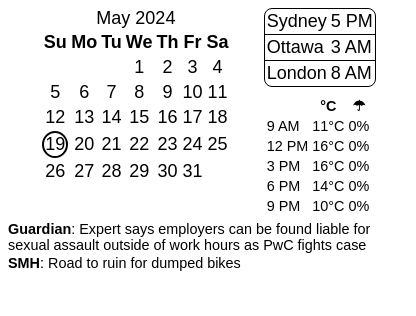 May 2024
Su Mo Tu We Th Fr Sa
1 2 3 4
5 6 7 8 9 10 11
12 13 14 15 16 17 18
19 20 21 22 23 24 25
26 27 28 29 30 31
Sydney 5 PM
Ottawa 3 AM
London 8 AM
°C ☂
9 AM 11°C 0%
12 PM 16°C 0%
3 PM 16°C 0%
6 PM 14°C 0%
9 PM 10°C 0%
Guardian: Expert says employers can be found liable for
sexual assault outside of work hours as PwC fights case
SMH: Road to ruin for dumped bikes